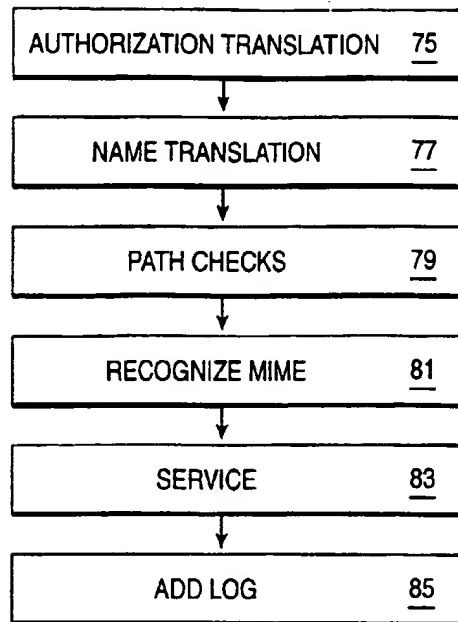 AUTHORIZATION TRANSLATION 75
NAME TRANSLATION 77
PATH CHECKS 79
RECOGNIZE MIME 81
SERVICE 83
ADD LOG 85